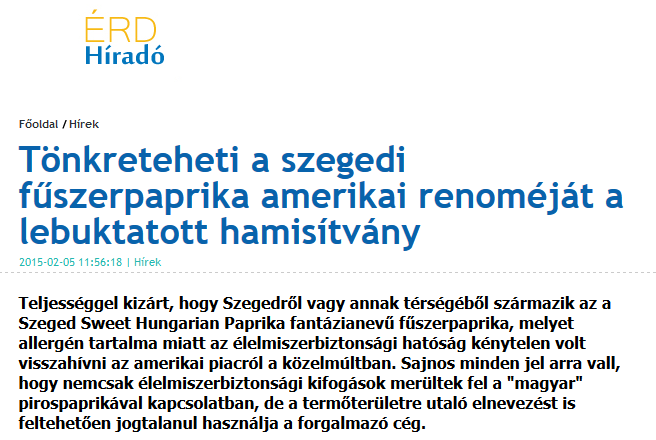 ÉRD
Híradó
Főoldal / Hírek
Tönkreteheti a szegedi
fűszerpaprika amerikai renoméját a
lebuktatott hamisítvány
2015-02-05 11:56:18 | Hírek
Teljességgel kizárt, hogy Szegedről vagy annak térségéből származik az a
Szeged Sweet Hungarian Paprika fantázianevű fűszerpaprika, melyet
allergén tartalma miatt az élelmiszerbiztonsági hatóság kénytelen volt
visszahívni az amerikai piacról a közelmúltban. Sajnos minden jel arra vall,
hogy nemcsak élelmiszerbiztonsági kifogások merültek fel a "magyar"
pirospaprikával kapcsolatban, de a termőterületre utaló elnevezést is
feltehetően jogtalanul használja a forgalmazó cég.